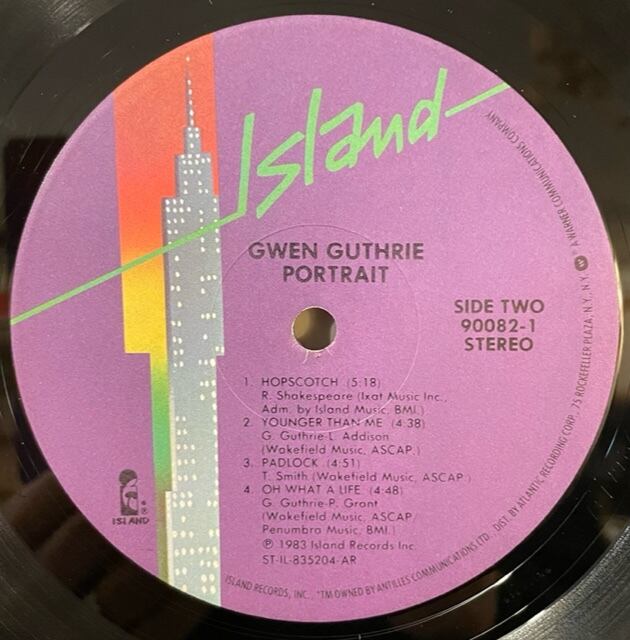 Island
GWEN GUTHRIE
PORTRAIT
SIDE TWO
90082-1
STEREO
1. HOPSCOTCH (5:18)
R. Shakespeare (Ixat Music Inc.,
Adm. by Island Music, BMI.)
2. YOUNGER THAN ME (4:38)
G. Guthrie-L. Addison
(Wakefield Music, ASCAP.)
3. PADLOCK (4:51)
T. Smith (Wakefield Music, ASCAP.)
4. OH WHAT A LIFE (4:48)
G. Guthrie-P. Grant
(Wakefield Music, ASCAP/
Penumbra Music, BMI.)
℗ 1983 Island Records Inc.
ST-IL-835204-AR
ISLAND
ISLAND RECORDS, INC., *TM OWNED BY ANTILLES COMMUNICATIONS LTD. DIST. BY ATLANTIC RECORDING CORP., 75 ROCKEFELLER PLAZA, N.Y., N.Y. A WARNER COMMUNICATIONS COMPANY